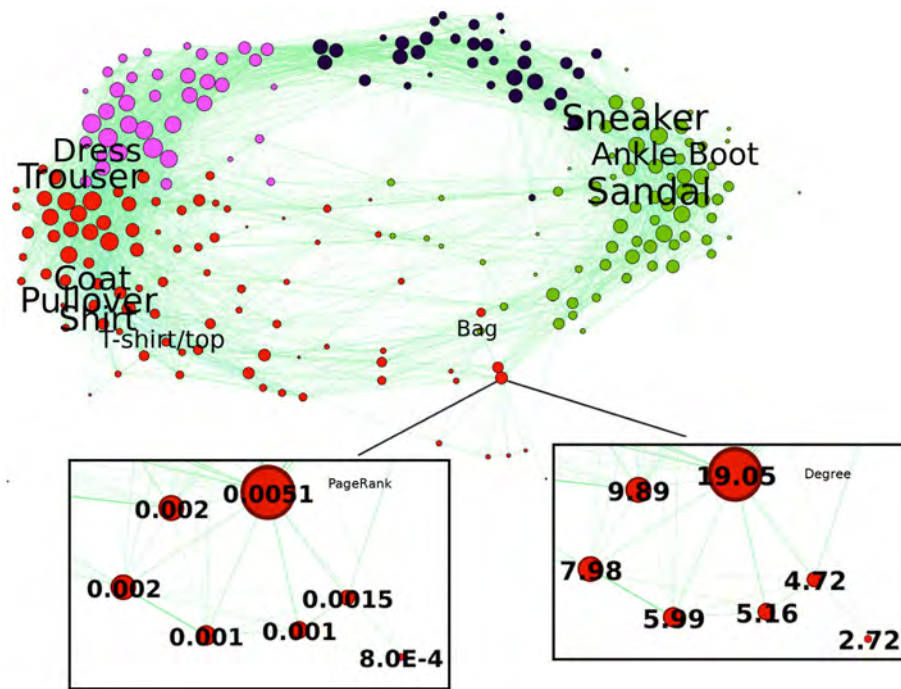 Sneaker
Dress
Ankle Boot
Trouser
Sandal
Coat
Pullover
Shirt
T-shirt/top
Bag
PageRank
0.0051
0.002
0.002
0.0015
0.001
0.001
8.0E-4
Degree
19.05
9.89
7.98
4.72
5.99
5.16
2.72